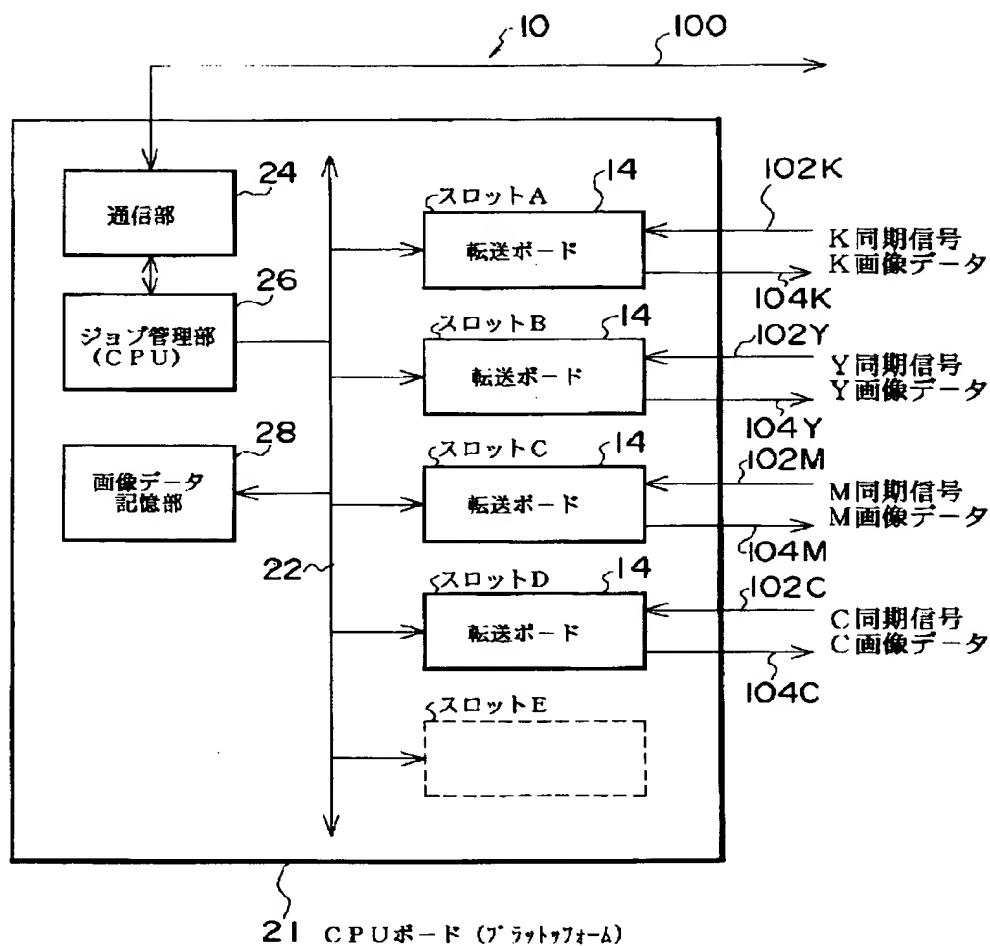 10
100
24
通信部
26
ジョブ管理部
(CPU)
28
画像データ
記憶部
22
スロットA
14
転送ボード
102K
K同期信号
K画像データ
104K
スロットB
14
転送ボード
102Y
Y同期信号
Y画像データ
104Y
スロットC
14
転送ボード
102M
M同期信号
M画像データ
104M
スロットD
14
転送ボード
102C
C同期信号
C画像データ
104C
スロットE
21 CPUボード (プラットフォーム)